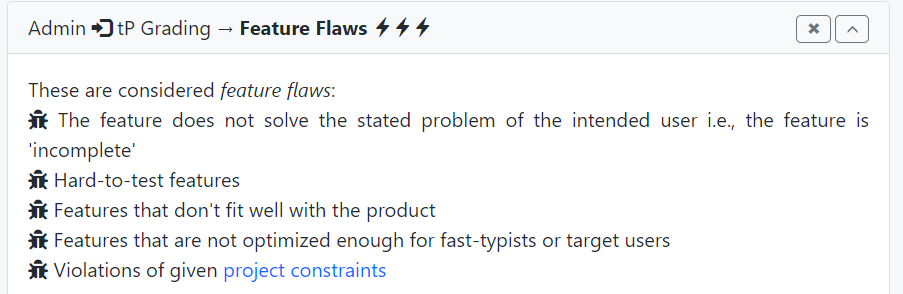 Admin tP Grading → Feature Flaws
These are considered feature flaws:
The feature does not solve the stated problem of the intended user i.e., the feature is
'incomplete'
Hard-to-test features
Features that don't fit well with the product
Features that are not optimized enough for fast-typists or target users
Violations of given project constraints